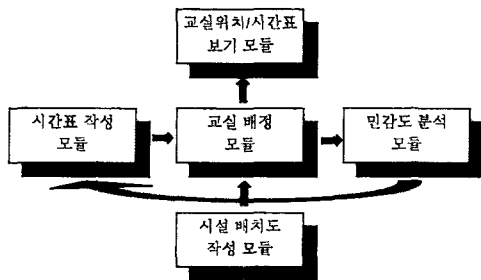 교실위치/시간표
보기 모듈
시간표 작성
모듈
교실 배정
모듈
민감도 분석
모듈
시설 배치도
작성 모듈